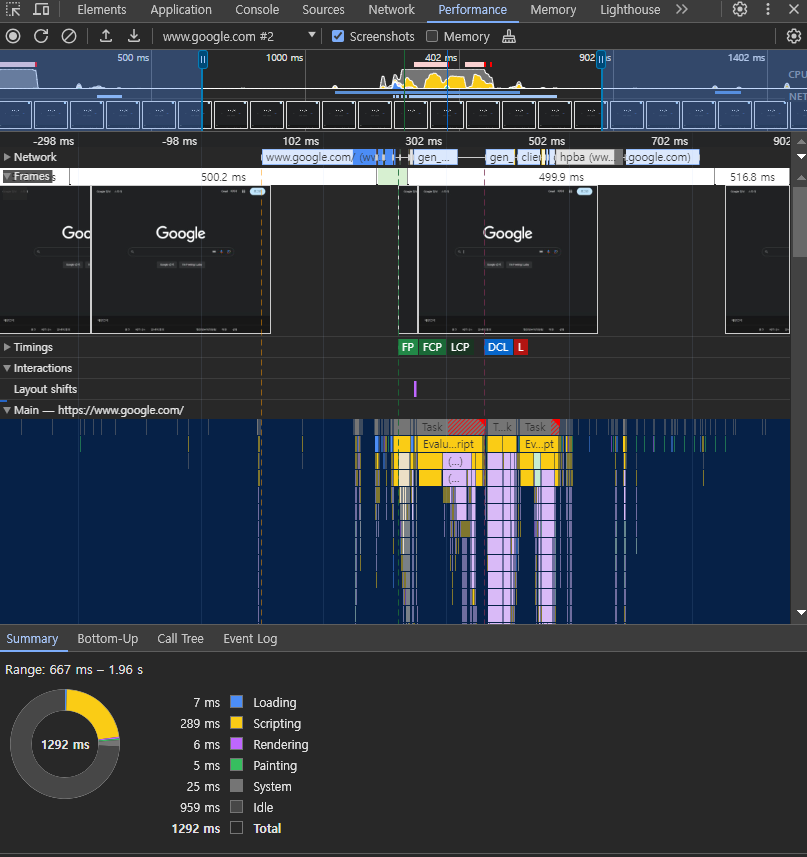 Elements Application Console Sources Network Performance Memory Lighthouse
www.google.com #2 Screenshots Memory
500 ms 1000 ms 402 ms 902 ms 1402 ms
CPU
NET
-298 ms -98 ms 102 ms 302 ms 502 ms 702 ms 902
Network www.google.com/ (ww gen_... gen_ clien hpba (ww... .google.com)
Frames s 500.2 ms 499.9 ms 516.8 ms
Goo Google Google
Timings FP FCP LCP DCL L
Interactions
Layout shifts
Main — https://www.google.com/
Task T...k Task
Evalu...ript Ev...pt
(...)
(...
Summary Bottom-Up Call Tree Event Log
Range: 667 ms – 1.96 s
1292 ms
7 ms Loading
289 ms Scripting
6 ms Rendering
5 ms Painting
25 ms System
959 ms Idle
1292 ms Total